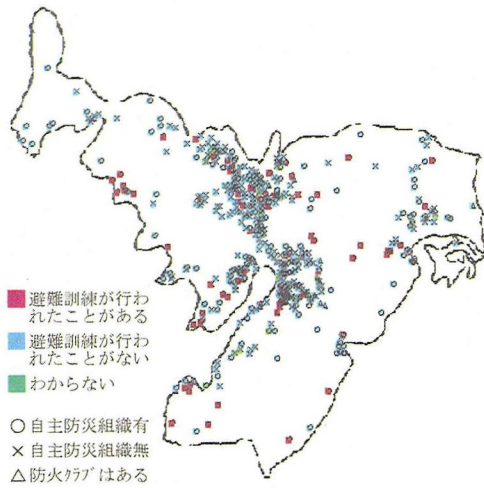 避難訓練が行わ
れたことがある
避難訓練が行わ
れたことがない
わからない
○自主防災組織有
×自主防災組織無
△防火クラブはある